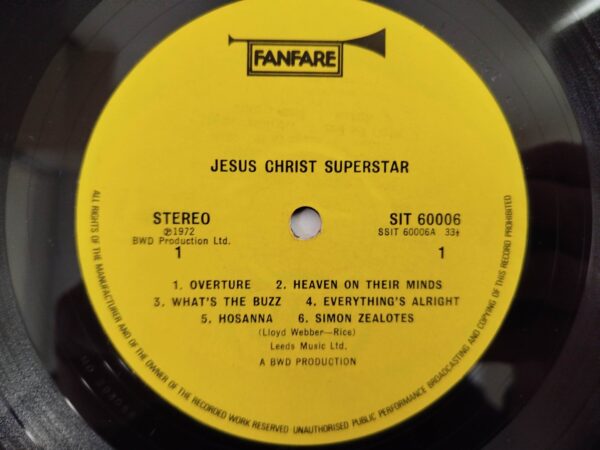 FANFARE
JESUS CHRIST SUPERSTAR
STEREO
℗1972
BWD Production Ltd.
1
SIT 60006
SSIT 60006A 33⅓
1
1. OVERTURE 2. HEAVEN ON THEIR MINDS
3. WHAT'S THE BUZZ 4. EVERYTHING'S ALRIGHT
5. HOSANNA 6. SIMON ZEALOTES
(Lloyd Webber-Rice)
Leeds Music Ltd.
A BWD PRODUCTION
ALL RIGHTS OF THE MANUFACTURER AND OF THE OWNER OF THE RECORDED WORK RESERVED UNAUTHORISED PUBLIC PERFORMANCE BROADCASTING AND COPYING OF THIS RECORD PROHIBITED